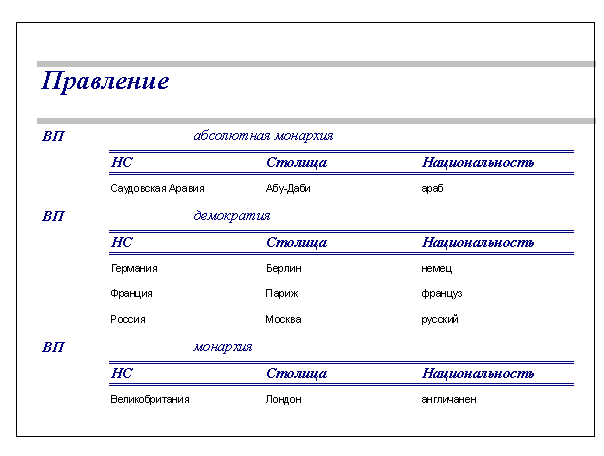 Правление
ВП абсолютная монархия
НС Столица Национальность
Саудовская Аравия Абу-Даби араб
ВП демократия
НС Столица Национальность
Германия Берлин немец
Франция Париж француз
Россия Москва русский
ВП монархия
НС Столица Национальность
Великобритания Лондон англичанен